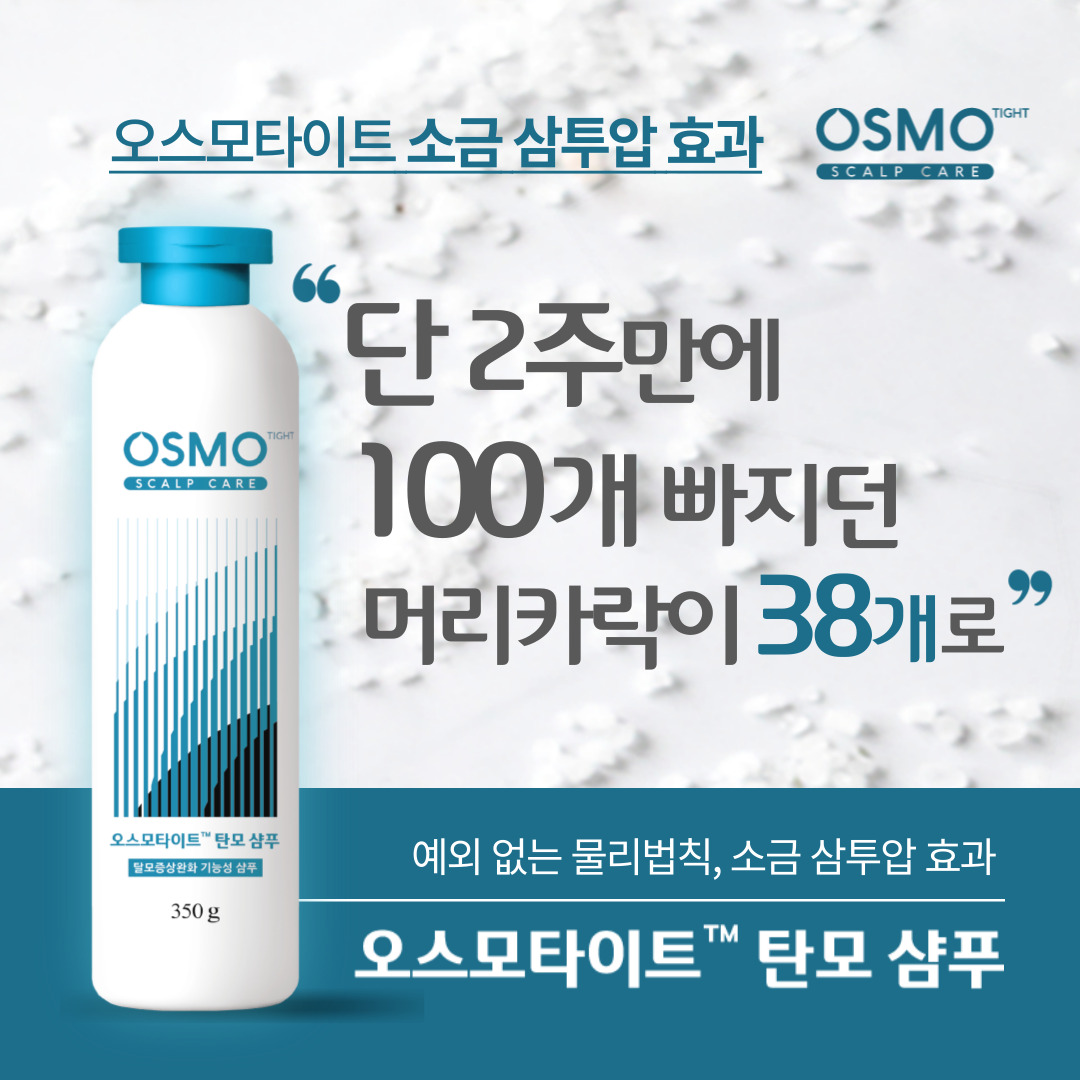 오스모타이트 소금 삼투압 효과
OSMO TIGHT
SCALP CARE
“단 2주만에
100개 빠지던
머리카락이 38개로”
OSMO TIGHT
SCALP CARE
오스모타이트™ 탄모 샴푸
탈모증상완화 기능성 샴푸
350 g
예외 없는 물리법칙, 소금 삼투압 효과
오스모타이트™ 탄모 샴푸